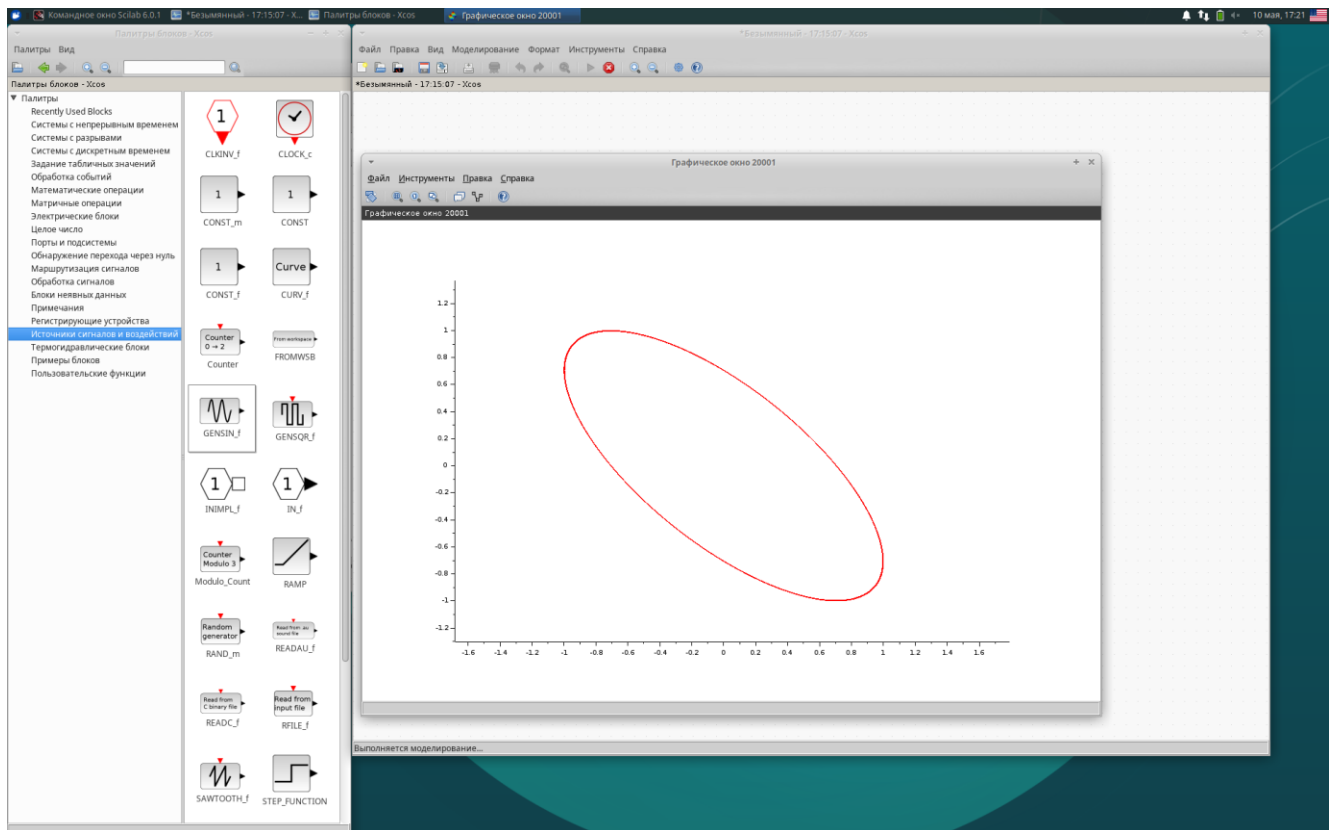 Командное окно Scilab 6.0.1
*Безымянный - 17:15:07 - X...
Палитры блоков - Xcos
Графическое окно 20001
10 мая, 17:21
Палитры блоков - Xcos
Палитры Вид
Палитры блоков - Xcos
Палитры
Recently Used Blocks
Системы с непрерывным временем
Системы с разрывами
Системы с дискретным временем
Задание табличных значений
Обработка событий
Математические операции
Матричные операции
Электрические блоки
Целое число
Порты и подсистемы
Обнаружение перехода через нуль
Маршрутизация сигналов
Обработка сигналов
Блоки неявных данных
Примечания
Регистрирующие устройства
Источники сигналов и воздействий
Термогидравлические блоки
Примеры блоков
Пользовательские функции
1
CLKINV_f
CLOCK_c
1
1
CONST_m
CONST
1
Curve
CONST_f
CURV_f
Counter
0 → 2
From workspace
Counter
FROMWSB
GENSIN_f
GENSQR_f
1
1
INIMPL_f
IN_f
Counter
Modulo 3
Modulo_Count
RAMP
Random
generator
Read from .au
sound file
RAND_m
READAU_f
Read from
C binary file
Read from
input file
READC_f
RFILE_f
SAWTOOTH_f
STEP_FUNCTION
*Безымянный - 17:15:07 - Xcos
Файл Правка Вид Моделирование Формат Инструменты Справка
*Безымянный - 17:15:07 - Xcos
Графическое окно 20001
Файл Инструменты Правка Справка
Графическое окно 20001
1.2
1
0.8
0.6
0.4
0.2
0
-0.2
-0.4
-0.6
-0.8
-1
-1.2
-1.6 -1.4 -1.2 -1 -0.8 -0.6 -0.4 -0.2 0 0.2 0.4 0.6 0.8 1 1.2 1.4 1.6
Выполняется моделирование...